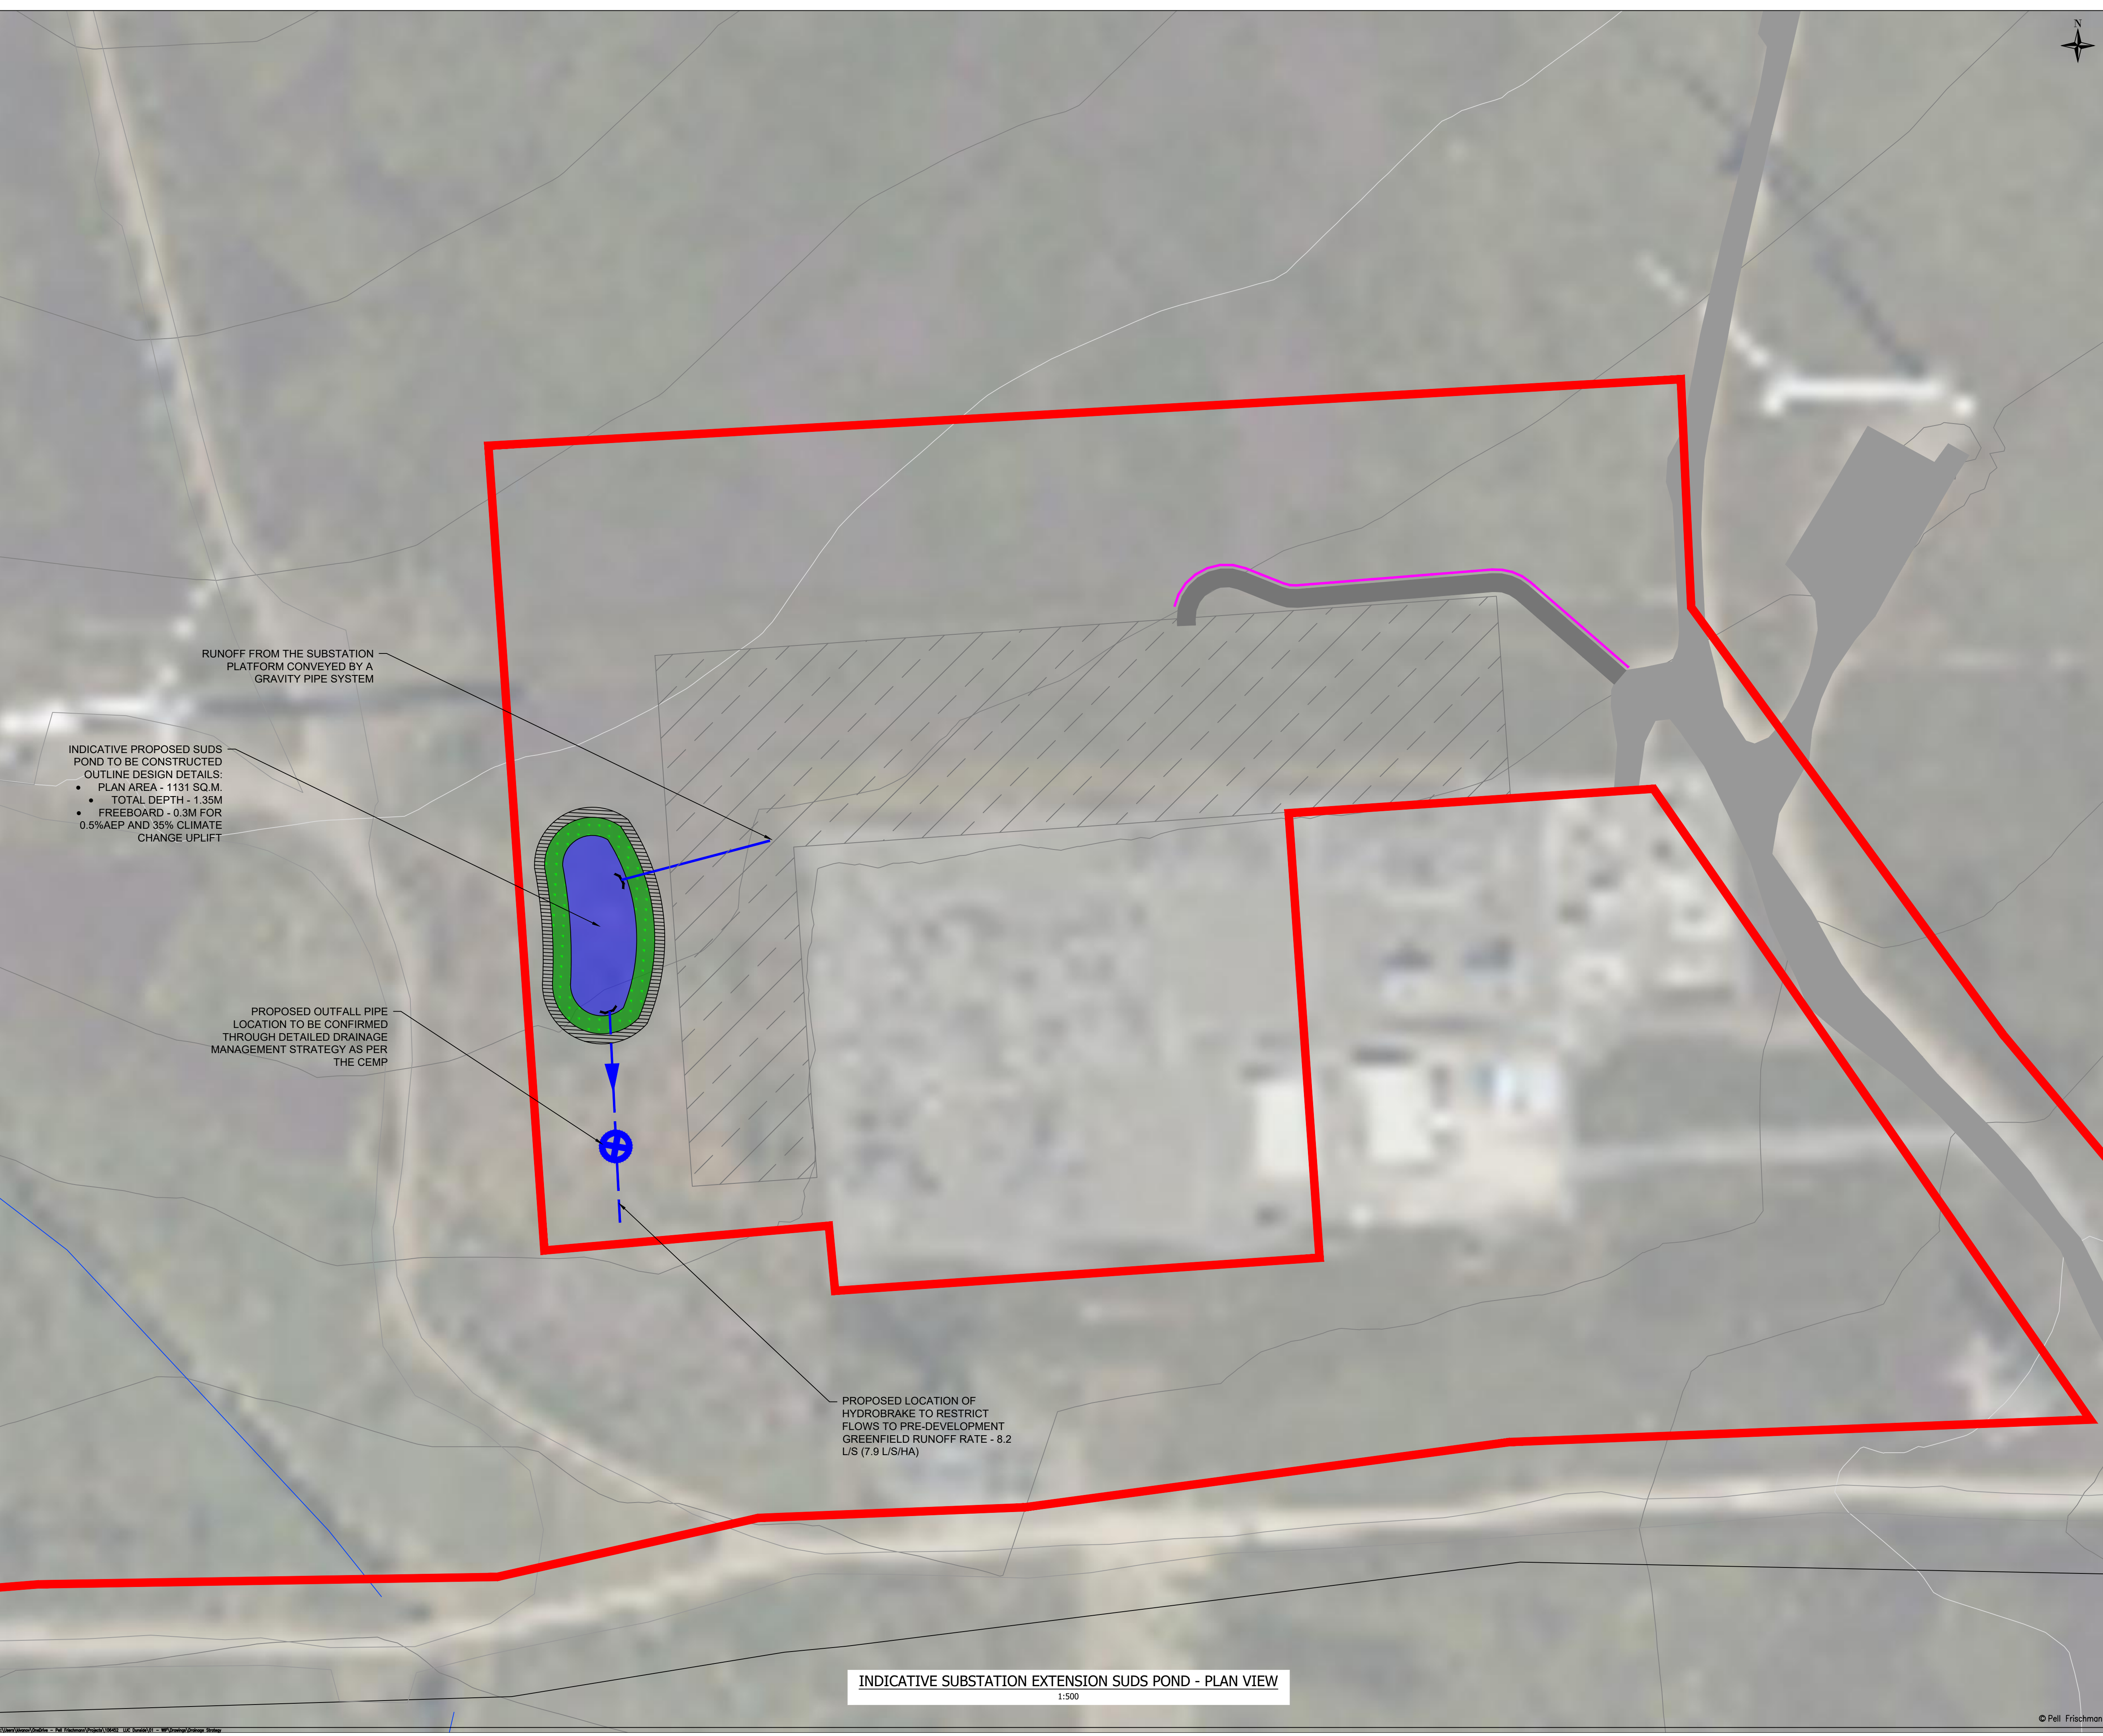 N
RUNOFF FROM THE SUBSTATION
PLATFORM CONVEYED BY A
GRAVITY PIPE SYSTEM
INDICATIVE PROPOSED SUDS
POND TO BE CONSTRUCTED
OUTLINE DESIGN DETAILS:
• PLAN AREA - 1131 SQ.M.
• TOTAL DEPTH - 1.35M
• FREEBOARD - 0.3M FOR
0.5%AEP AND 35% CLIMATE
CHANGE UPLIFT
PROPOSED OUTFALL PIPE
LOCATION TO BE CONFIRMED
THROUGH DETAILED DRAINAGE
MANAGEMENT STRATEGY AS PER
THE CEMP
PROPOSED LOCATION OF
HYDROBRAKE TO RESTRICT
FLOWS TO PRE-DEVELOPMENT
GREENFIELD RUNOFF RATE - 8.2
L/S (7.9 L/S/HA)
INDICATIVE SUBSTATION EXTENSION SUDS POND - PLAN VIEW
1:500
© Pell Frischman